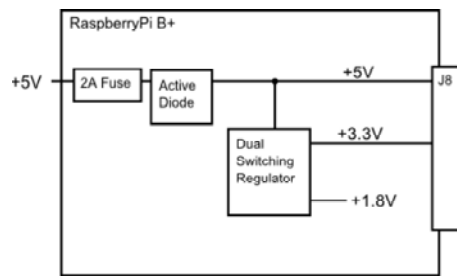 RaspberryPi B+
+5V
2A Fuse
Active
Diode
+5V
J8
Dual
Switching
Regulator
+3.3V
+1.8V